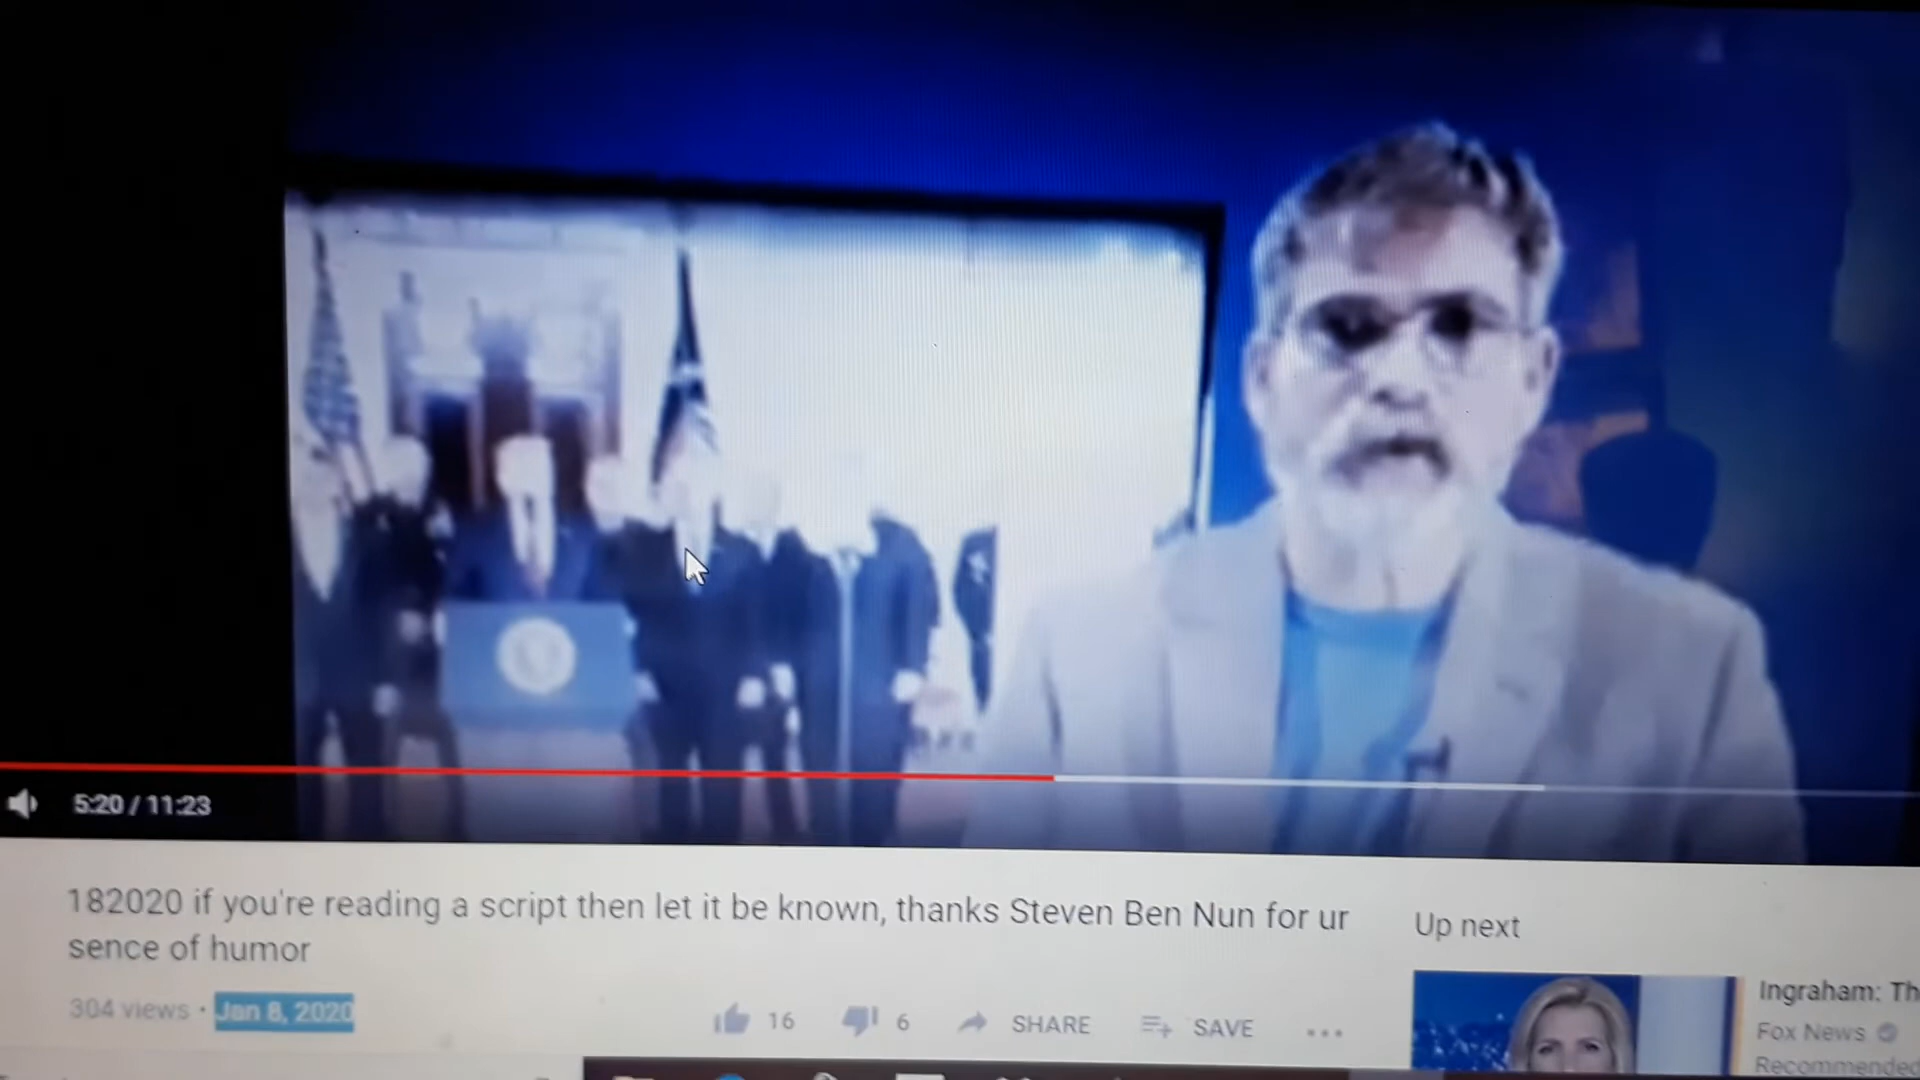 5:20 / 11:23
182020 if you're reading a script then let it be known, thanks Steven Ben Nun for ur
sence of humor
304 views • Jan 8, 2020
16
6
SHARE
SAVE
Up next
Ingraham: Th
Fox News
Recommended